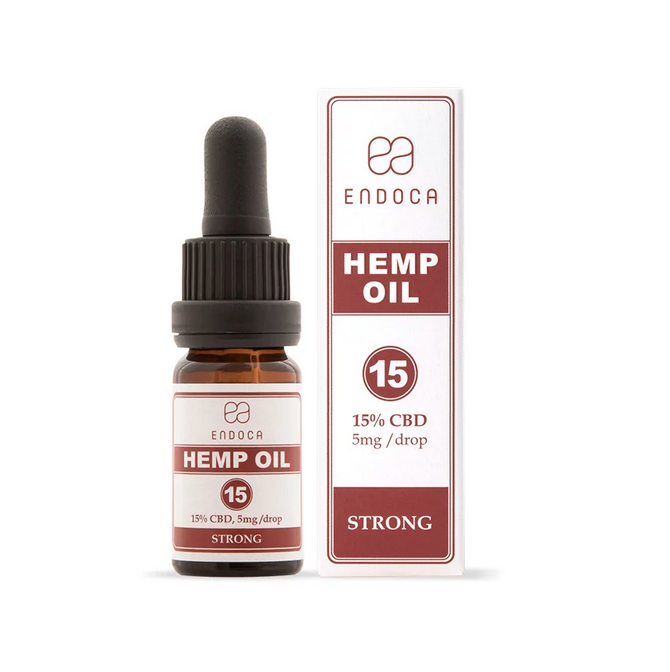 ENDOCA
HEMP OIL
15
15% CBD, 5mg/drop
STRONG
ENDOCA
HEMP
OIL
15
15% CBD
5mg /drop
STRONG